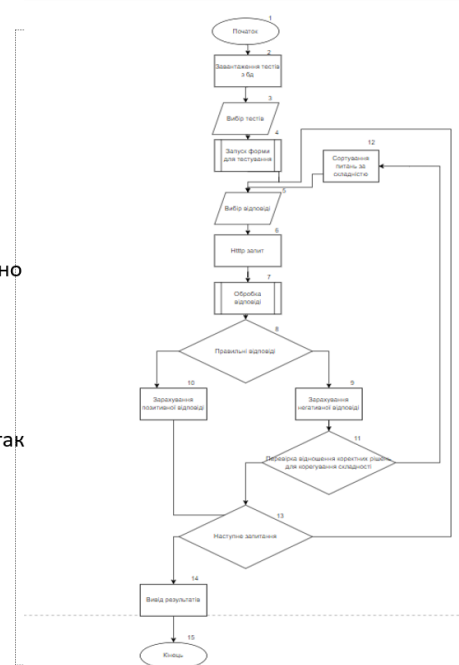 1
Початок
2
Завантаження тестів
з бд
3
Вибір тестів
4
Запуск форми
для тестування
12
Сортування
питань за
складністю
5
Вибір відповіді
6
Http запит
но
7
Обробка
відповіді
8
Правильні відповіді
10
Зарахування
позитивної відповіді
9
Зарахування
негативної відповіді
так
11
Перевірка відношення коректних рішень
для корегування складності
13
Наступне запитання
14
Вивід результатів
15
Кінець